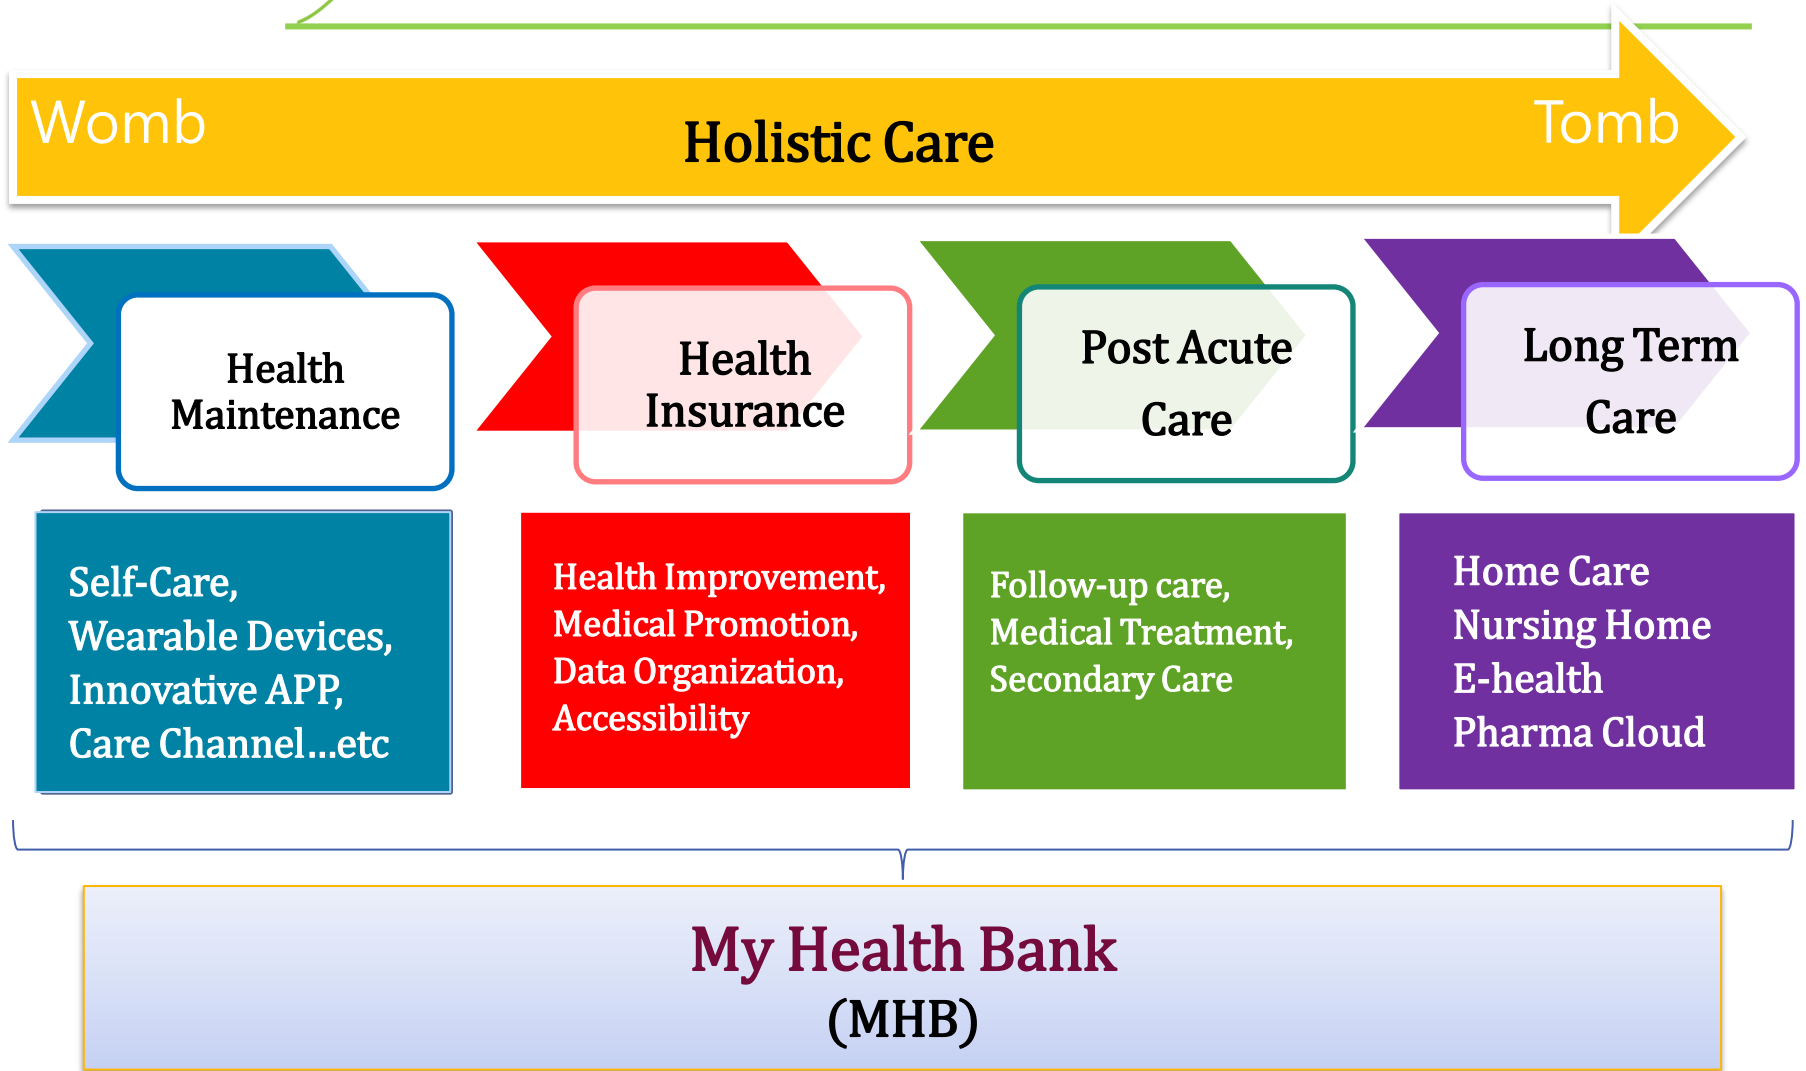 Womb
Holistic Care
Tomb
Health
Maintenance
Health
Insurance
Post Acute
Care
Long Term
Care
Self-Care,
Wearable Devices,
Innovative APP,
Care Channel…etc
Health Improvement,
Medical Promotion,
Data Organization,
Accessibility
Follow-up care,
Medical Treatment,
Secondary Care
Home Care
Nursing Home
E-health
Pharma Cloud
My Health Bank
(MHB)